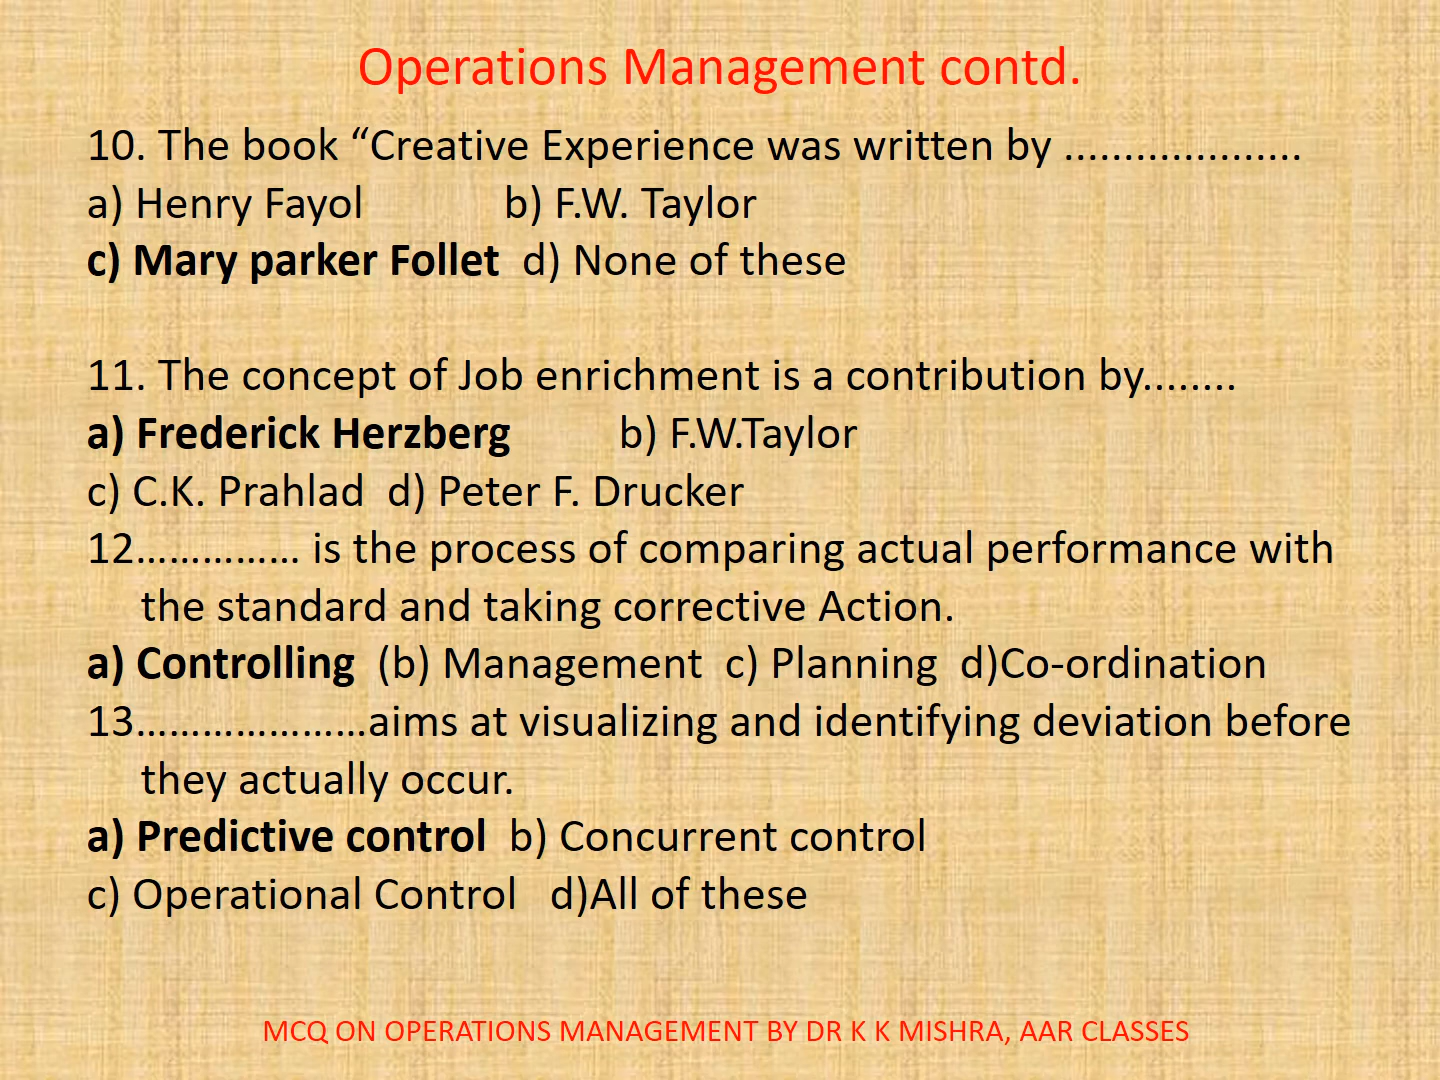 Operations Management contd.
10. The book “Creative Experience was written by ....................
a) Henry Fayol b) F.W. Taylor
c) Mary parker Follet d) None of these
11. The concept of Job enrichment is a contribution by........
a) Frederick Herzberg b) F.W.Taylor
c) C.K. Prahlad d) Peter F. Drucker
12…………… is the process of comparing actual performance with
the standard and taking corrective Action.
a) Controlling (b) Management c) Planning d)Co-ordination
13…………………aims at visualizing and identifying deviation before
they actually occur.
a) Predictive control b) Concurrent control
c) Operational Control d)All of these
MCQ ON OPERATIONS MANAGEMENT BY DR K K MISHRA, AAR CLASSES